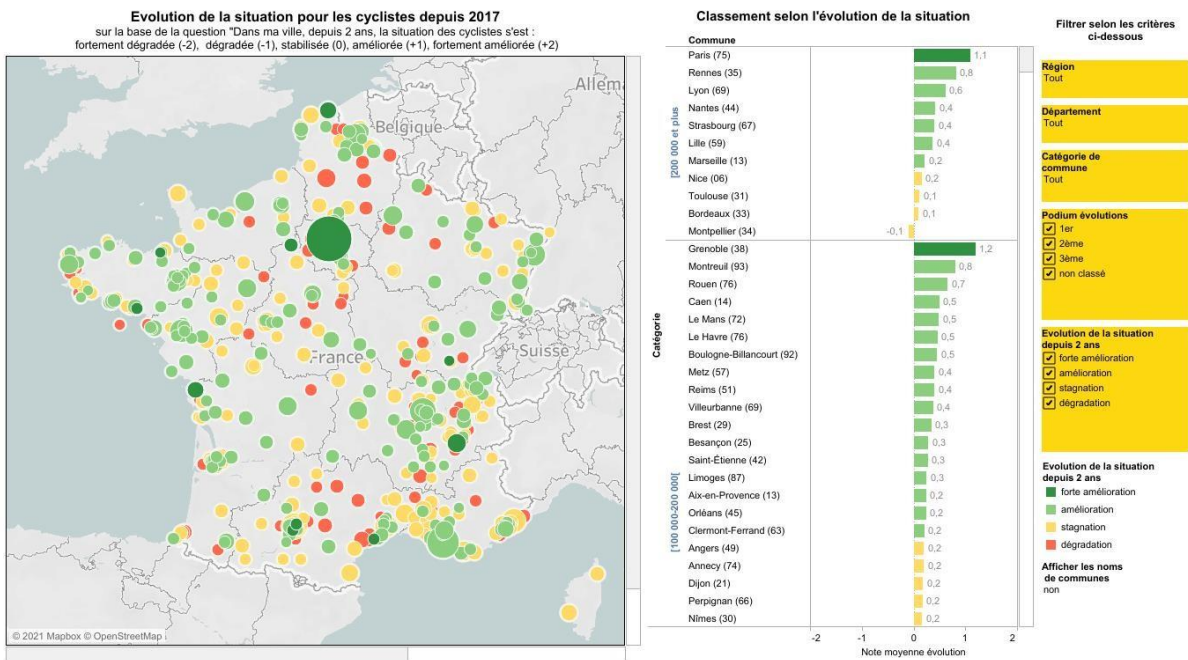 Evolution de la situation pour les cyclistes depuis 2017
sur la base de la question "Dans ma ville, depuis 2 ans, la situation des cyclistes s'est :
fortement dégradée (-2), dégradée (-1), stabilisée (0), améliorée (+1), fortement améliorée (+2)
Allem
Belgique
France
Suisse
© 2021 Mapbox © OpenStreetMap
Classement selon l'évolution de la situation
Commune
Catégorie
[200 000 et plus
Paris (75) 1,1
Rennes (35) 0,8
Lyon (69) 0,6
Nantes (44) 0,4
Strasbourg (67) 0,4
Lille (59) 0,4
Marseille (13) 0,2
Nice (06) 0,2
Toulouse (31) 0,1
Bordeaux (33) 0,1
Montpellier (34) -0,1
[100 000-200 000[
Grenoble (38) 1,2
Montreuil (93) 0,8
Rouen (76) 0,7
Caen (14) 0,5
Le Mans (72) 0,5
Le Havre (76) 0,5
Boulogne-Billancourt (92) 0,5
Metz (57) 0,4
Reims (51) 0,4
Villeurbanne (69) 0,4
Brest (29) 0,3
Besançon (25) 0,3
Saint-Étienne (42) 0,3
Limoges (87) 0,3
Aix-en-Provence (13) 0,2
Orléans (45) 0,2
Clermont-Ferrand (63) 0,2
Angers (49) 0,2
Annecy (74) 0,2
Dijon (21) 0,2
Perpignan (66) 0,2
Nîmes (30) 0,2
-2 -1 0 1 2
Note moyenne évolution
Filtrer selon les critères
ci-dessous
Région
Tout
Département
Tout
Catégorie de
commune
Tout
Podium évolutions
1er
2ème
3ème
non classé
Evolution de la situation
depuis 2 ans
forte amélioration
amélioration
stagnation
dégradation
Evolution de la situation
depuis 2 ans
forte amélioration
amélioration
stagnation
dégradation
Afficher les noms
de communes
non